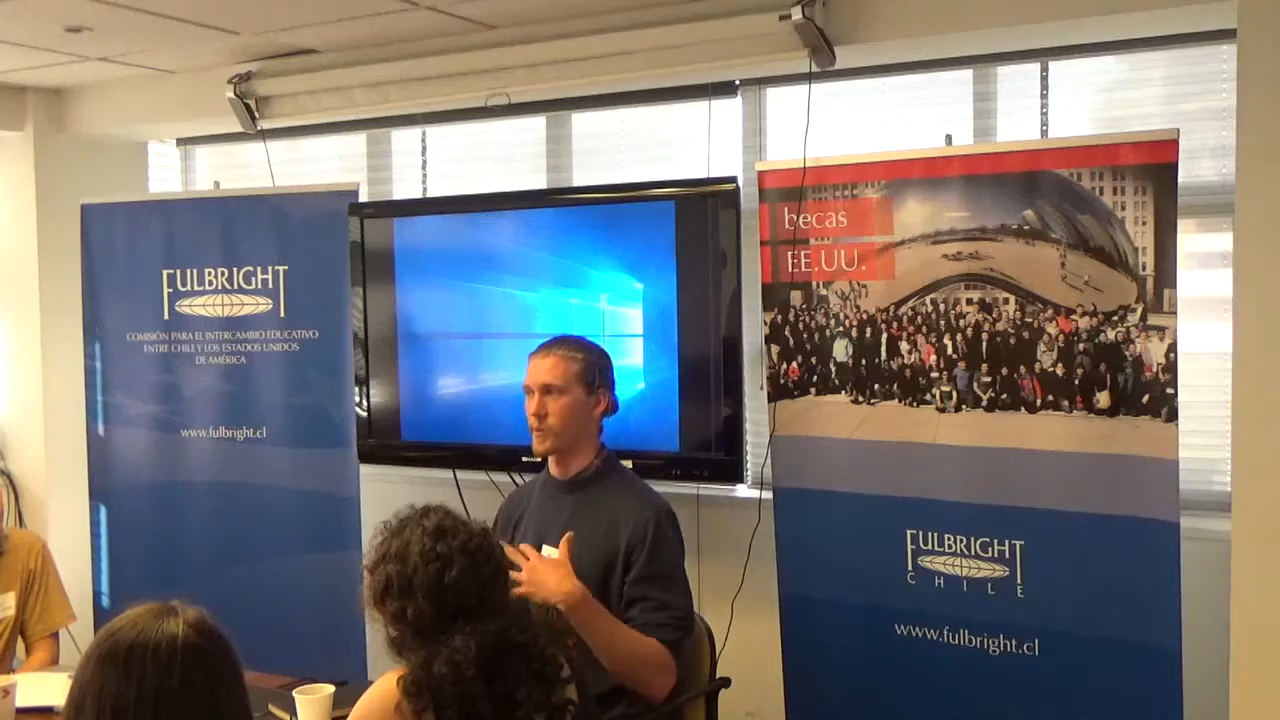 FULBRIGHT
COMISIÓN PARA EL INTERCAMBIO EDUCATIVO
ENTRE CHILE Y LOS ESTADOS UNIDOS
DE AMÉRICA
www.fulbright.cl
SHARP
becas
EE.UU.
FULBRIGHT
CHILE
www.fulbright.cl